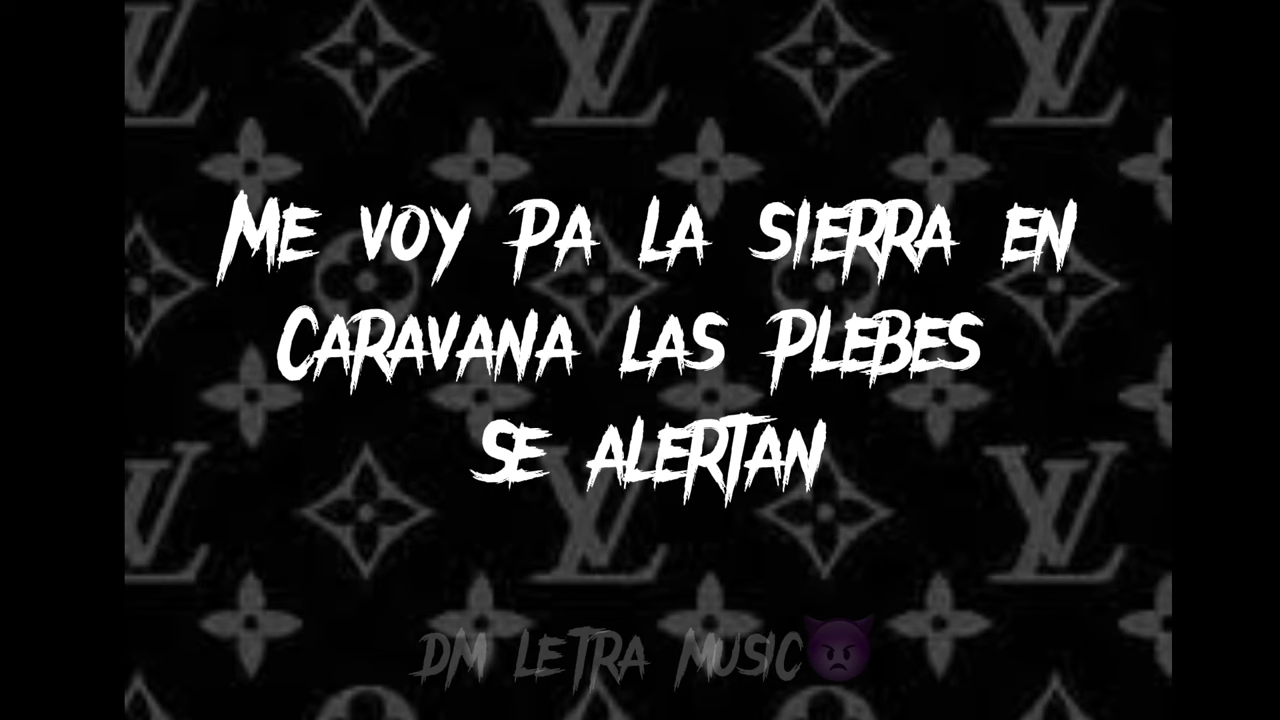 ME VOY PA LA SIERRA EN
CARAVANA LAS PLEBES
SE ALERTAN
DM LETRA MUSIC😈